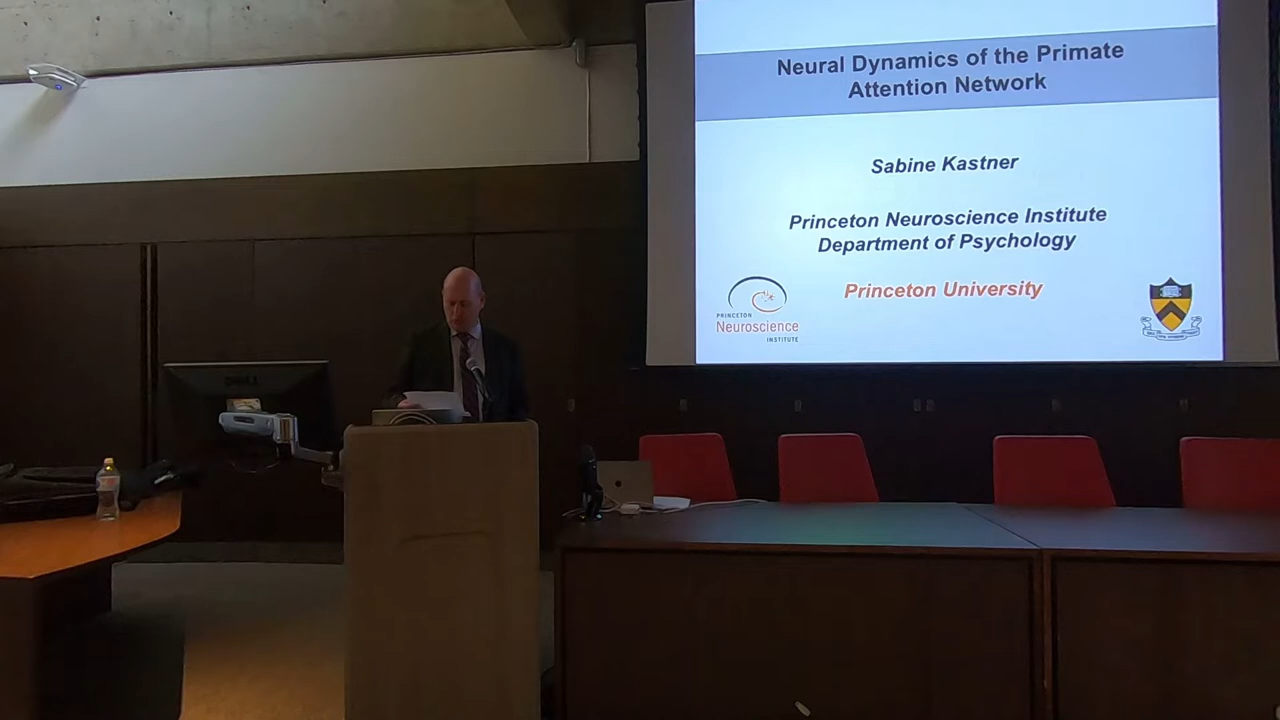 Neural Dynamics of the Primate
Attention Network
Sabine Kastner
Princeton Neuroscience Institute
Department of Psychology
Princeton University
PRINCETON
Neuroscience
INSTITUTE
DELL